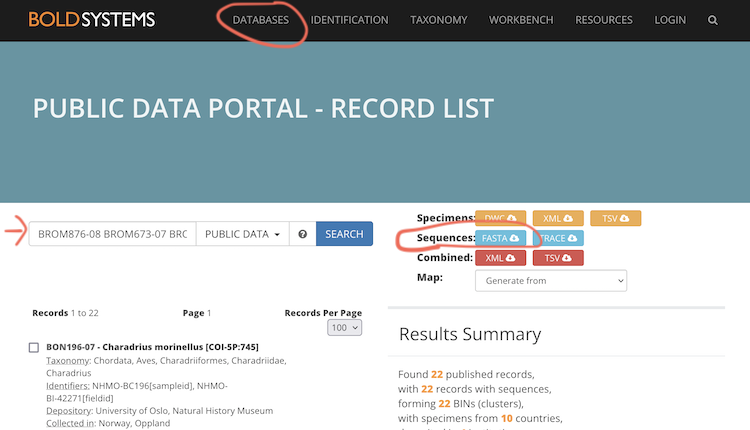 BOLDSYSTEMS DATABASES IDENTIFICATION TAXONOMY WORKBENCH RESOURCES LOGIN
PUBLIC DATA PORTAL - RECORD LIST
BROM876-08 BROM673-07 BRO PUBLIC DATA SEARCH
Records 1 to 22 Page 1 Records Per Page
100
BON196-07 - Charadrius morinellus [COI-5P:745]
Taxonomy: Chordata, Aves, Charadriiformes, Charadriidae,
Charadrius
Identifiers: NHMO-BC196[sampleid], NHMO-
BI-42271[fieldid]
Depository: University of Oslo, Natural History Museum
Collected in: Norway, Oppland
Specimens: DWC XML TSV
Sequences: FASTA TRACE
Combined: XML TSV
Map: Generate from
Results Summary
Found 22 published records,
with 22 records with sequences,
forming 22 BINs (clusters),
with specimens from 10 countries,